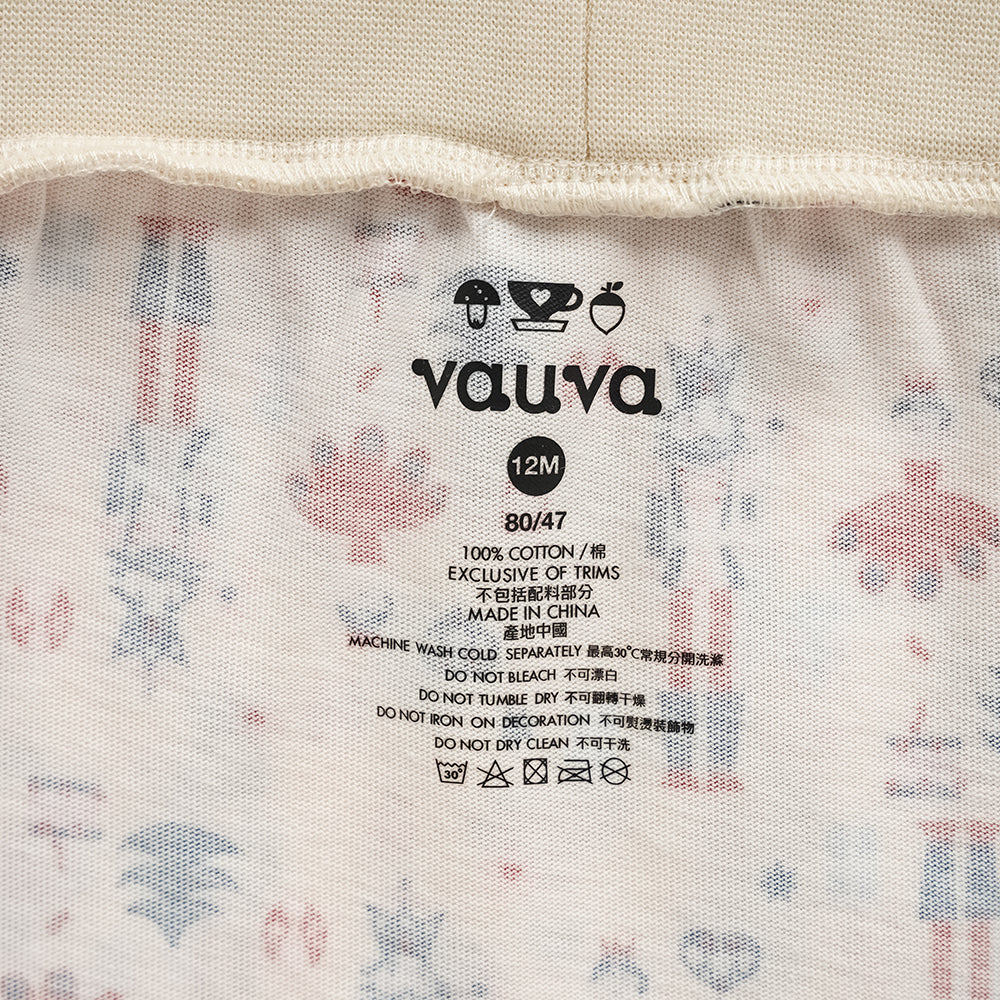 vauva
12M
80/47
100% COTTON / 棉
EXCLUSIVE OF TRIMS
不包括配料部分
MADE IN CHINA
產地中國
MACHINE WASH COLD SEPARATELY 最高30°C常規分開洗滌
DO NOT BLEACH 不可漂白
DO NOT TUMBLE DRY 不可翻轉干燥
DO NOT IRON ON DECORATION 不可熨燙裝飾物
DO NOT DRY CLEAN 不可干洗
30°